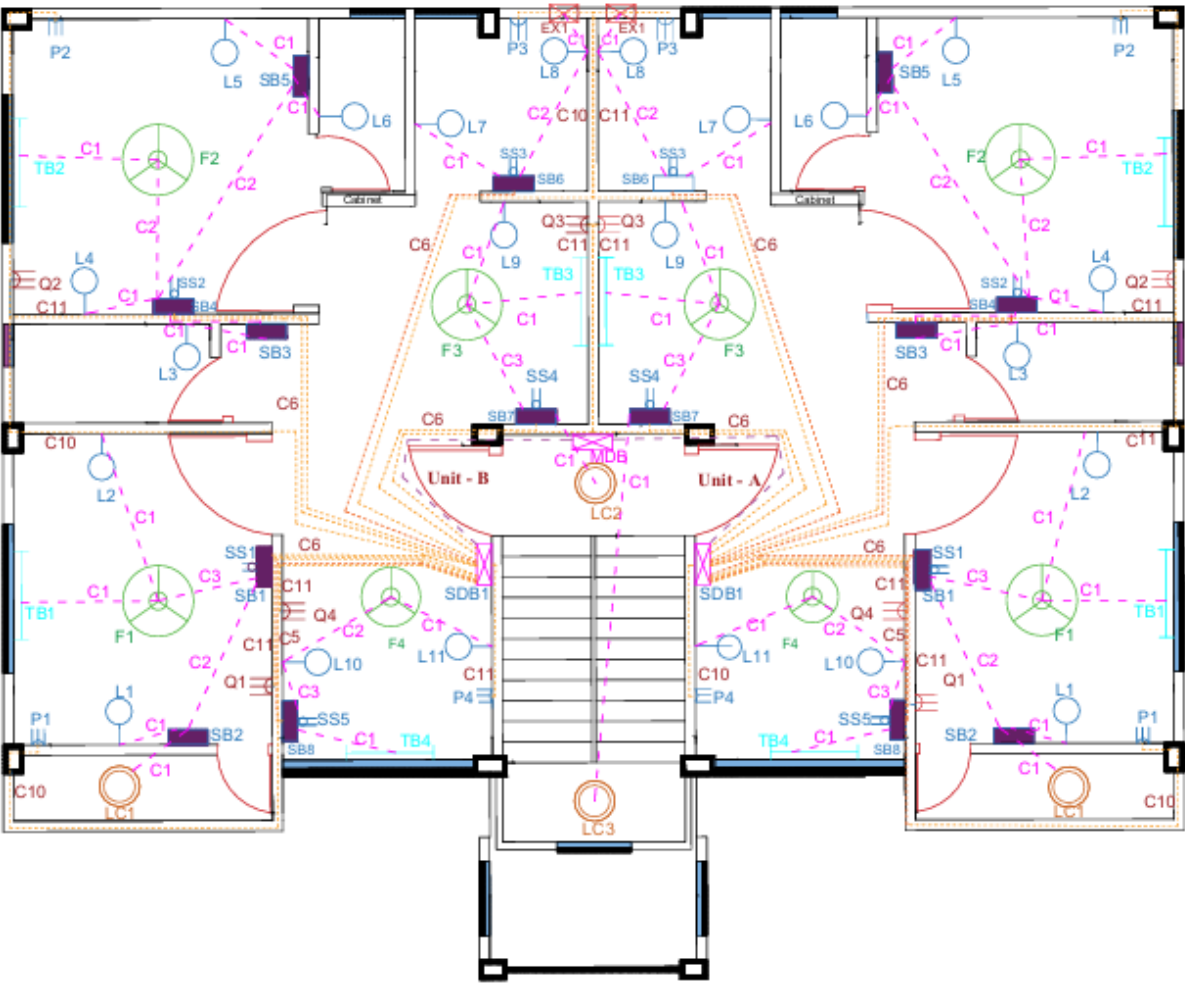 P2
C1
L5
SB5
C1
L6
F2
C1
TB2
C2
C2
L4
Q2
C11
C1
SS2
SB4
C1
C1
SB3
L3
C6
P3
EX1
C1
L8
EX1
C1
L8
P3
L7
C2
C10
C11
C2
L7
C1
SS3
SB6
SS3
SB6
C1
Cabinet
Cabinet
C6
C6
Q3
C11
Q3
C11
L9
C1
TB3
TB3
C1
L9
C1
C1
F3
F3
C3
C3
SS4
SB7
SS4
SB7
C6
C6
L5
C1
SB5
C1
L6
P2
F2
C1
TB2
C2
C2
SS2
SB4
C1
L4
Q2
C11
C1
C1
SB3
L3
C6
C10
L2
C1
C1
TB1
F1
C3
SS1
SB1
C6
C11
C11
C5
Q4
C2
C1
F4
L10
L11
C11
P4
Q1
C2
C3
SS5
SB8
TB4
C1
L1
P1
C1
SB2
C1
LC1
C10
Unit - B
C1
MDB
C1
LC2
Unit - A
SDB1
SDB1
LC3
C11
L2
C1
C1
TB1
F1
C3
SS1
SB1
C6
C11
Q4
C5
C11
C1
C2
F4
L11
L10
C10
P4
Q1
C2
C3
SS5
SB8
TB4
C1
L1
P1
C1
SB2
C1
LC1
C10